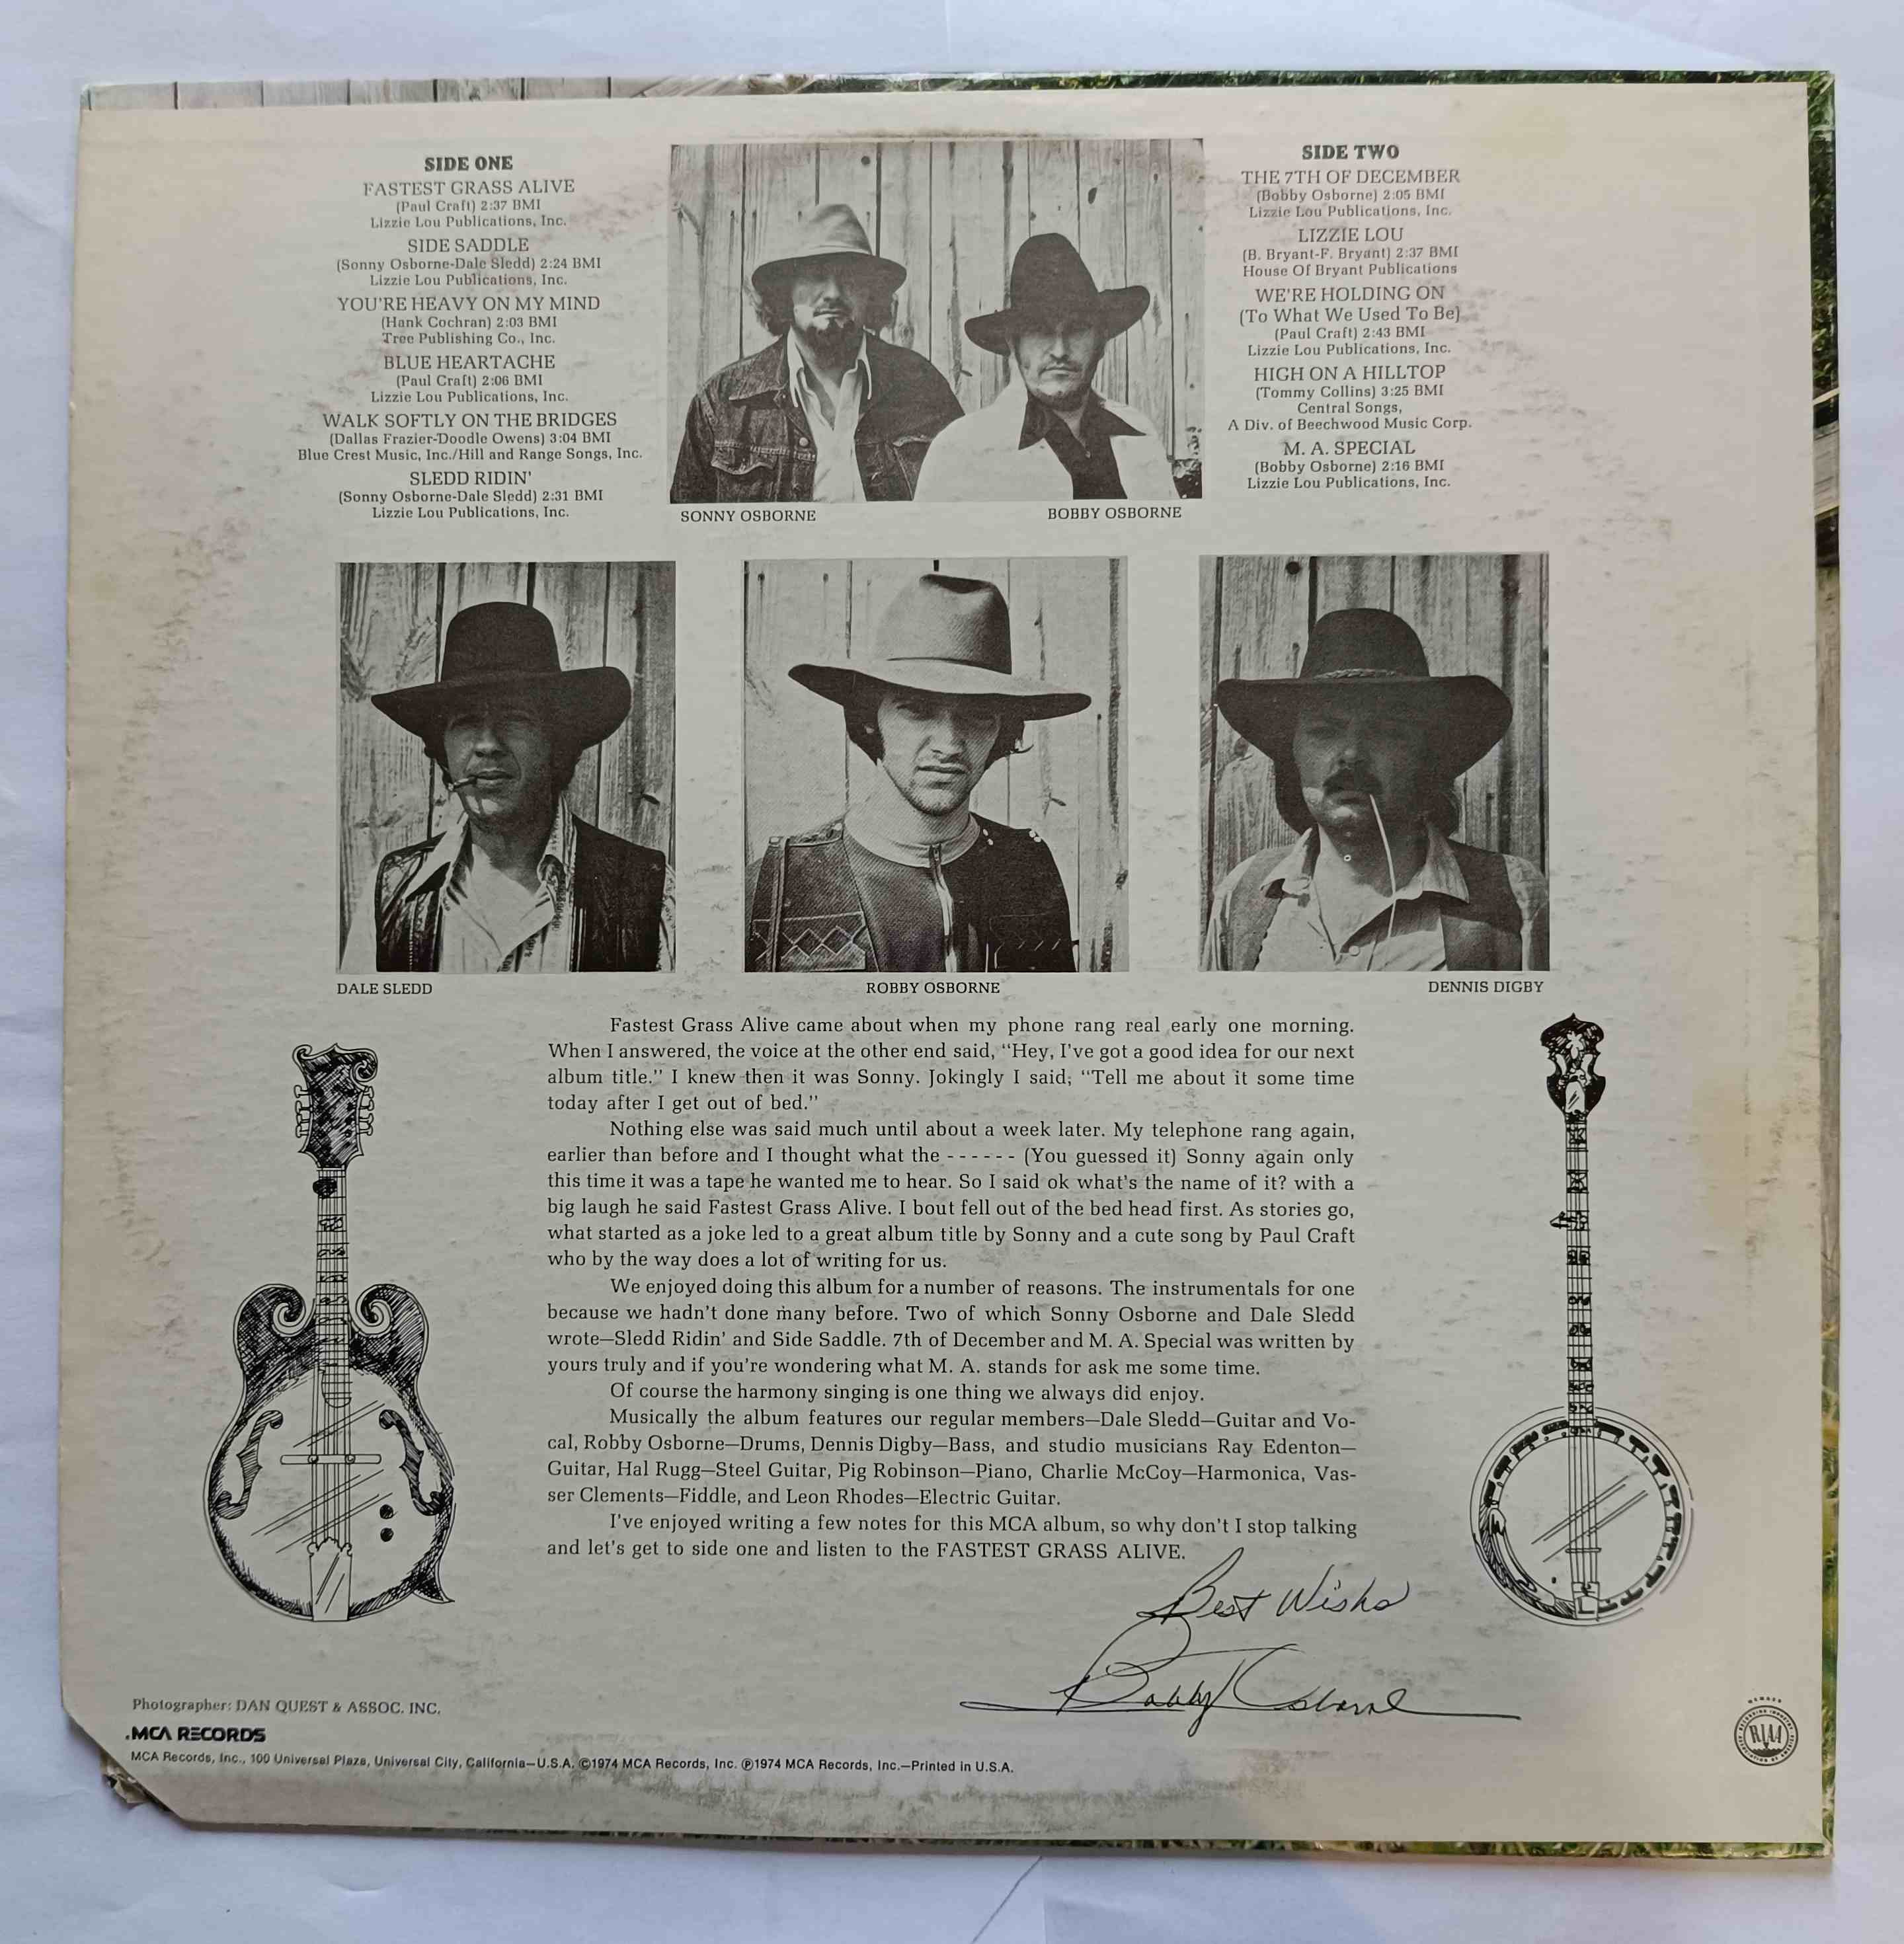 SIDE ONE
FASTEST GRASS ALIVE
(Paul Craft) 2:37 BMI
Lizzie Lou Publications, Inc.
SIDE SADDLE
(Sonny Osborne-Dale Sledd) 2:24 BMI
Lizzie Lou Publications, Inc.
YOU'RE HEAVY ON MY MIND
(Hank Cochran) 2:03 BMI
Tree Publishing Co., Inc.
BLUE HEARTACHE
(Paul Craft) 2:06 BMI
Lizzie Lou Publications, Inc.
WALK SOFTLY ON THE BRIDGES
(Dallas Frazier-Doodle Owens) 3:04 BMI
Blue Crest Music, Inc./Hill and Range Songs, Inc.
SLEDD RIDIN'
(Sonny Osborne-Dale Sledd) 2:31 BMI
Lizzie Lou Publications, Inc.
SIDE TWO
THE 7TH OF DECEMBER
(Bobby Osborne) 2:05 BMI
Lizzie Lou Publications, Inc.
LIZZIE LOU
(B. Bryant-F. Bryant) 2:37 BMI
House Of Bryant Publications
WE'RE HOLDING ON
(To What We Used To Be)
(Paul Craft) 2:43 BMI
Lizzie Lou Publications, Inc.
HIGH ON A HILLTOP
(Tommy Collins) 3:25 BMI
Central Songs,
A Div. of Beechwood Music Corp.
M. A. SPECIAL
(Bobby Osborne) 2:16 BMI
Lizzie Lou Publications, Inc.
SONNY OSBORNE
BOBBY OSBORNE
DALE SLEDD
ROBBY OSBORNE
DENNIS DIGBY
Fastest Grass Alive came about when my phone rang real early one morning.
When I answered, the voice at the other end said, "Hey, I've got a good idea for our next
album title." I knew then it was Sonny. Jokingly I said; "Tell me about it some time
today after I get out of bed."
Nothing else was said much until about a week later. My telephone rang again,
earlier than before and I thought what the - - - - - - (You guessed it) Sonny again only
this time it was a tape he wanted me to hear. So I said ok what's the name of it? with a
big laugh he said Fastest Grass Alive. I bout fell out of the bed head first. As stories go,
what started as a joke led to a great album title by Sonny and a cute song by Paul Craft
who by the way does a lot of writing for us.
We enjoyed doing this album for a number of reasons. The instrumentals for one
because we hadn't done many before. Two of which Sonny Osborne and Dale Sledd
wrote—Sledd Ridin' and Side Saddle. 7th of December and M. A. Special was written by
yours truly and if you're wondering what M. A. stands for ask me some time.
Of course the harmony singing is one thing we always did enjoy.
Musically the album features our regular members—Dale Sledd—Guitar and Vo-
cal, Robby Osborne—Drums, Dennis Digby—Bass, and studio musicians Ray Edenton—
Guitar, Hal Rugg—Steel Guitar, Pig Robinson—Piano, Charlie McCoy—Harmonica, Vas-
ser Clements—Fiddle, and Leon Rhodes—Electric Guitar.
I've enjoyed writing a few notes for this MCA album, so why don't I stop talking
and let's get to side one and listen to the FASTEST GRASS ALIVE.
Best Wishs
Bobby Osborne
Photographer: DAN QUEST & ASSOC. INC.
MCA RECORDS
MCA Records, Inc., 100 Universal Plaza, Universal City, California—U.S.A. ©1974 MCA Records, Inc. ℗1974 MCA Records, Inc.—Printed in U.S.A.
MEMBER
RIAA